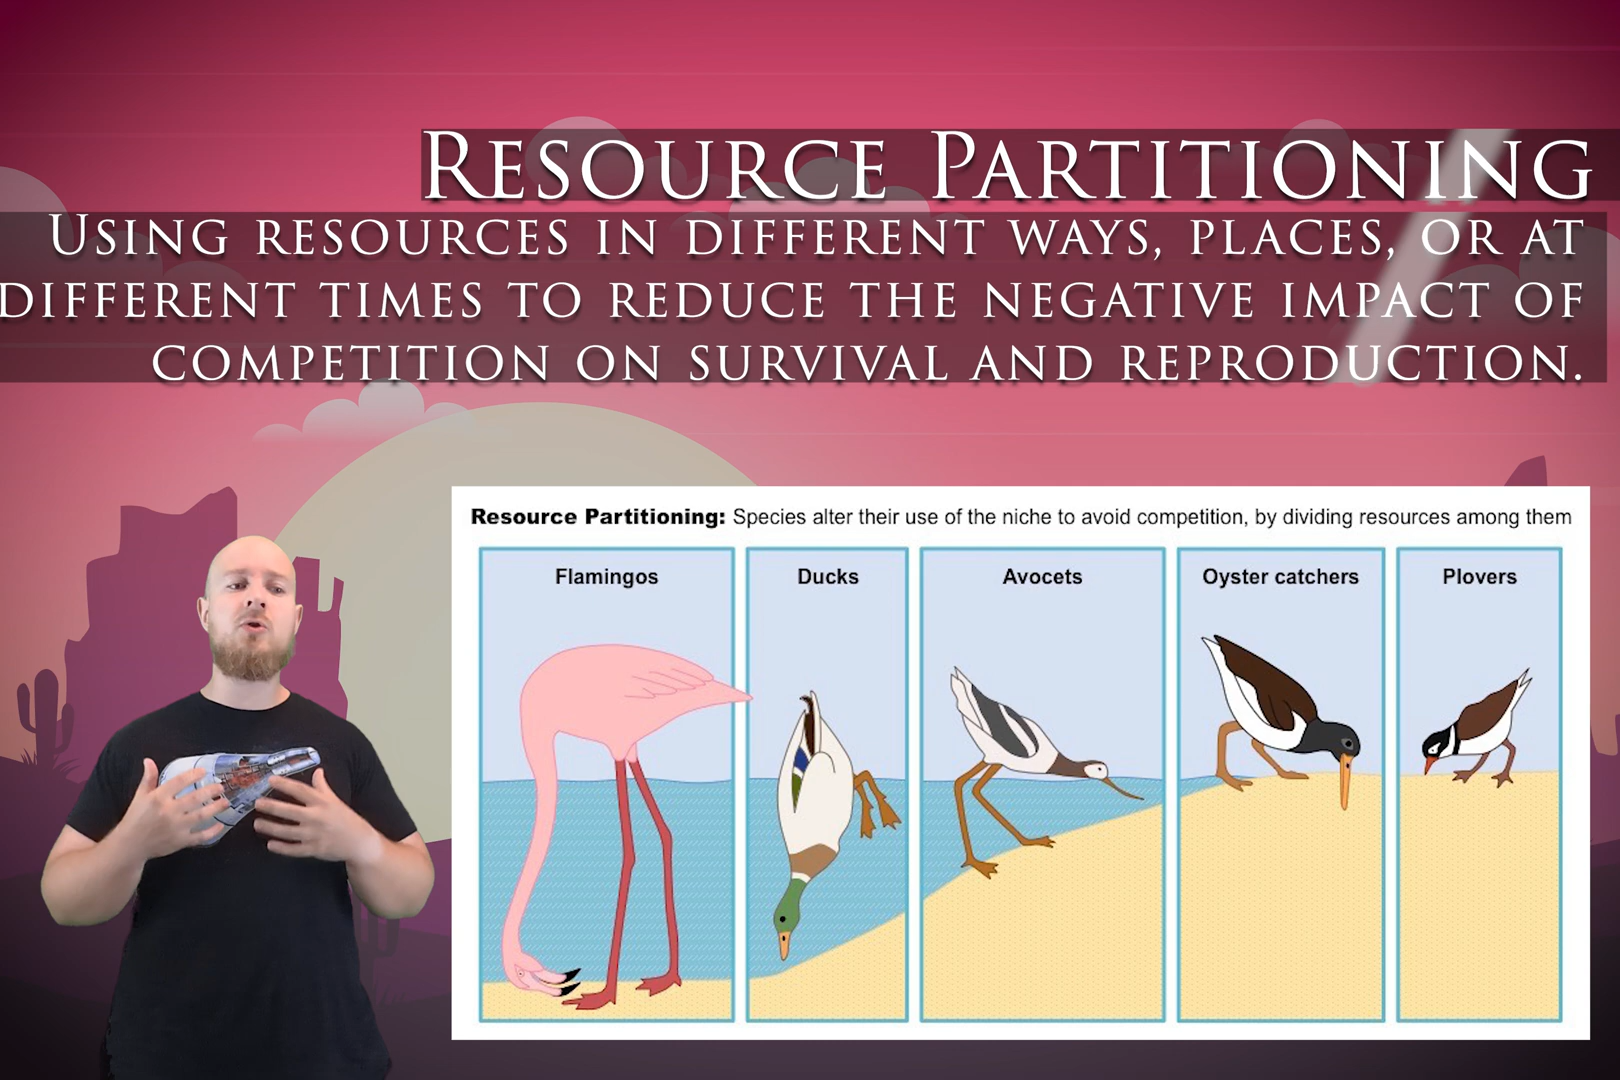 Resource Partitioning
Using resources in different ways, places, or at
different times to reduce the negative impact of
competition on survival and reproduction.
Resource Partitioning: Species alter their use of the niche to avoid competition, by dividing resources among them
Flamingos
Ducks
Avocets
Oyster catchers
Plovers